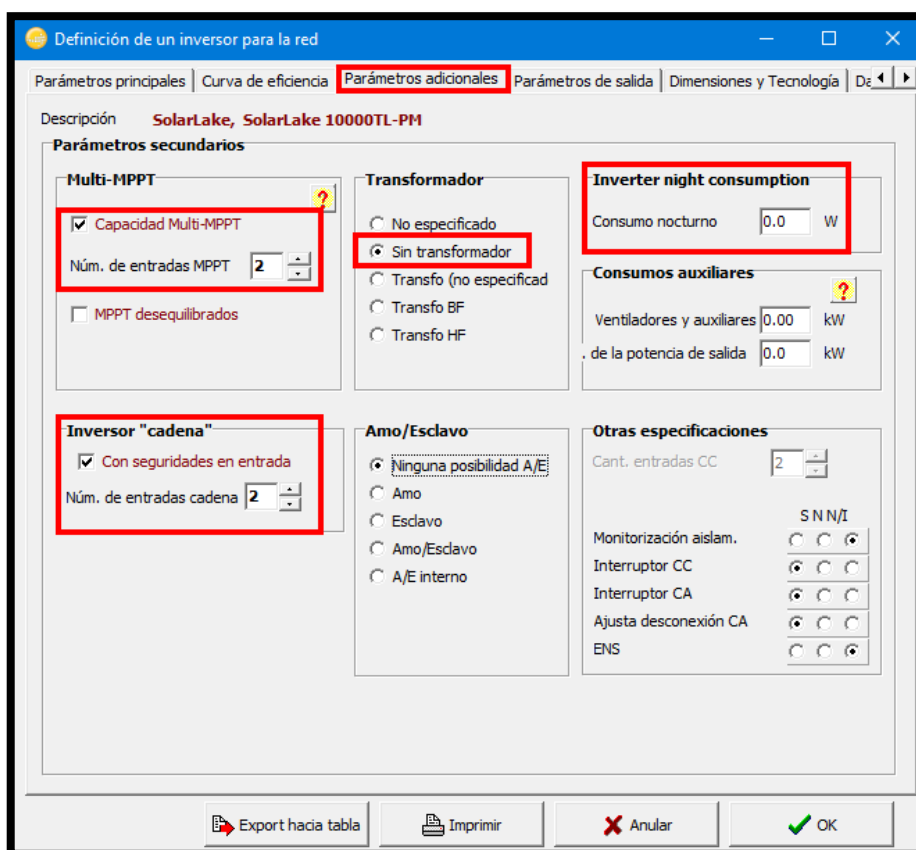 Definición de un inversor para la red
Parámetros principales
Curva de eficiencia
Parámetros adicionales
Parámetros de salida
Dimensiones y Tecnología
Da
Descripción SolarLake, SolarLake 10000TL-PM
Parámetros secundarios
Multi-MPPT
?
Capacidad Multi-MPPT
Núm. de entradas MPPT 2
MPPT desequilibrados
Transformador
No especificado
Sin transformador
Transfo (no especificad
Transfo BF
Transfo HF
Inverter night consumption
Consumo nocturno 0.0 W
Consumos auxiliares
?
Ventiladores y auxiliares 0.00 kW
. de la potencia de salida 0.0 kW
Inversor "cadena"
Con seguridades en entrada
Núm. de entradas cadena 2
Amo/Esclavo
Ninguna posibilidad A/E
Amo
Esclavo
Amo/Esclavo
A/E interno
Otras especificaciones
Cant. entradas CC 2
S N N/I
Monitorización aislam.
Interruptor CC
Interruptor CA
Ajusta desconexión CA
ENS
Export hacia tabla
Imprimir
Anular
OK